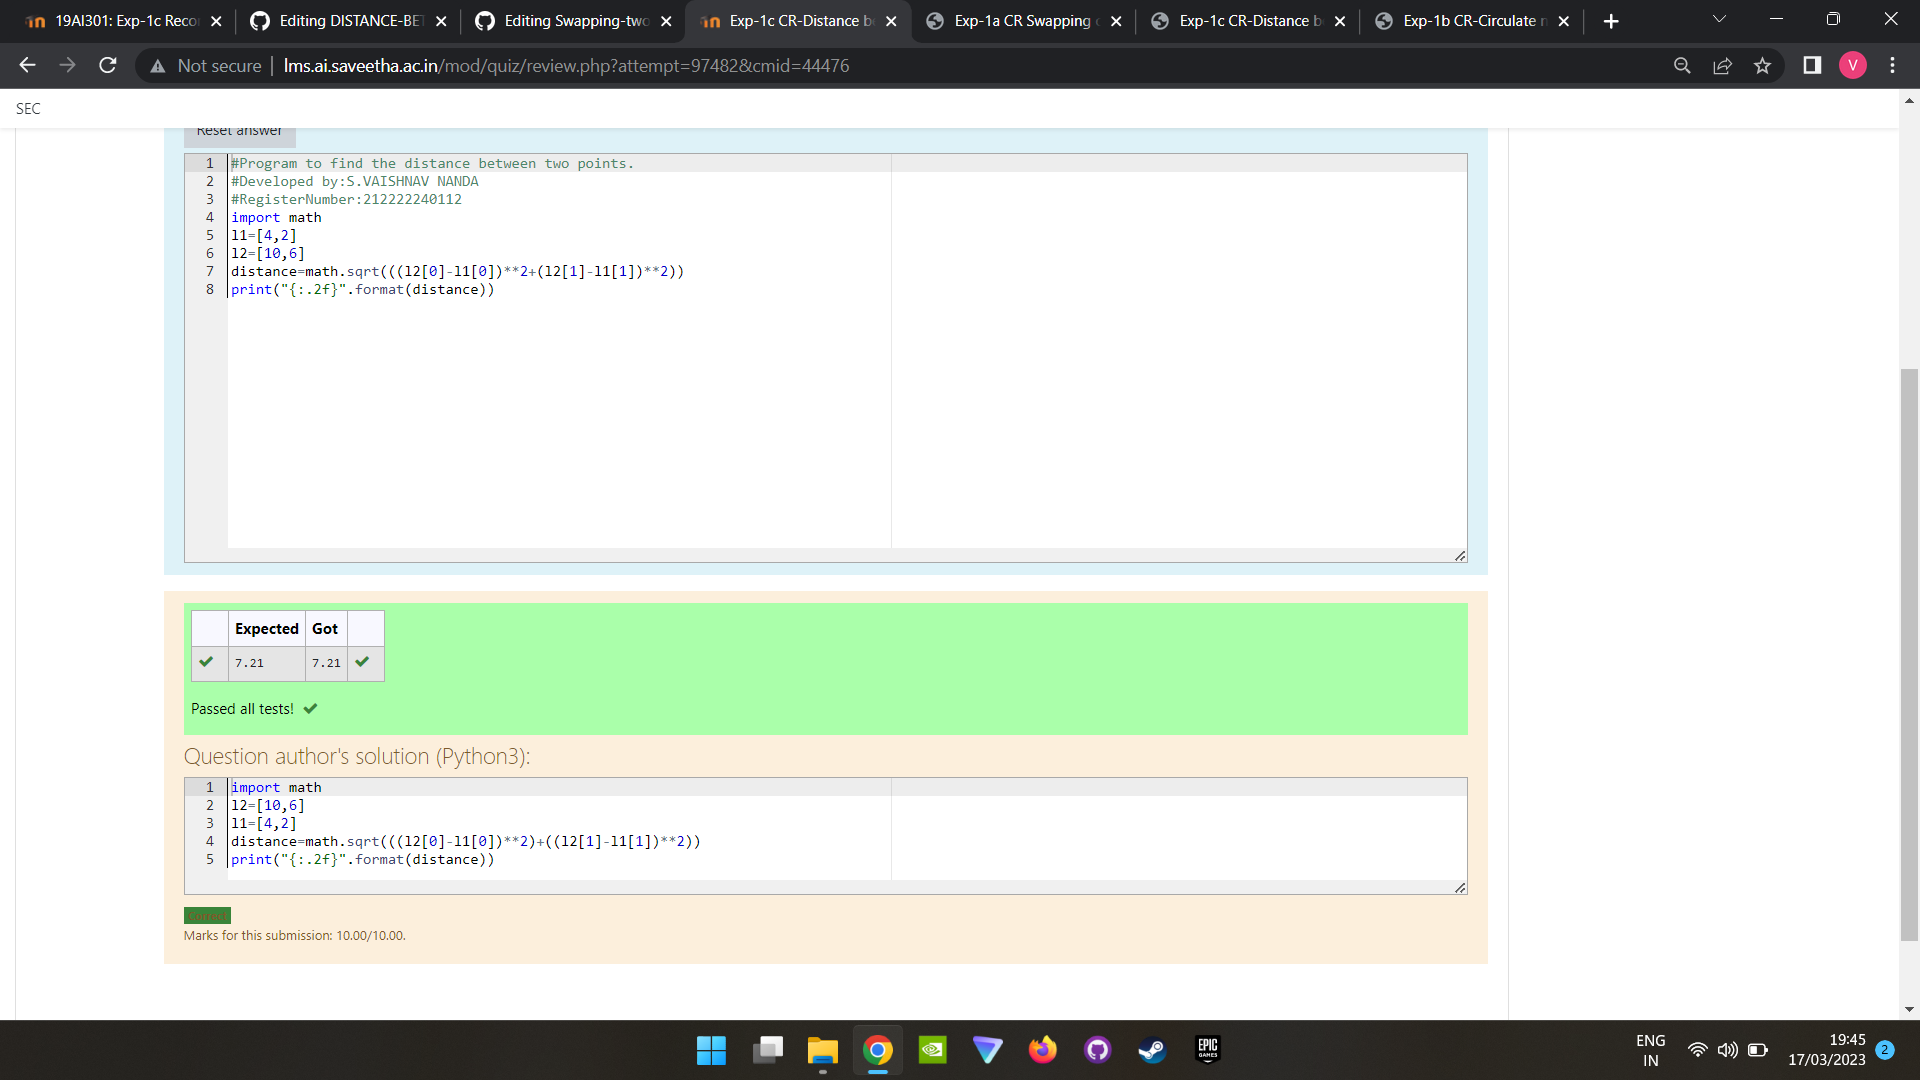 19AI301: Exp-1c Reco
Editing DISTANCE-BET
Editing Swapping-two
Exp-1c CR-Distance b
Exp-1a CR Swapping
Exp-1c CR-Distance b
Exp-1b CR-Circulate n
Not secure | lms.ai.saveetha.ac.in/mod/quiz/review.php?attempt=97482&cmid=44476
V
SEC
Reset answer
1 #Program to find the distance between two points.
2 #Developed by:S.VAISHNAV NANDA
3 #RegisterNumber:212222240112
4 import math
5 l1=[4,2]
6 l2=[10,6]
7 distance=math.sqrt(((l2[0]-l1[0])**2+(l2[1]-l1[1])**2))
8 print("{:.2f}".format(distance))
Expected Got
7.21 7.21
Passed all tests!
Question author's solution (Python3):
1 import math
2 l2=[10,6]
3 l1=[4,2]
4 distance=math.sqrt(((l2[0]-l1[0])**2)+((l2[1]-l1[1])**2))
5 print("{:.2f}".format(distance))
Correct
Marks for this submission: 10.00/10.00.
EPIC
GAMES
ENG
IN
19:45
17/03/2023
2